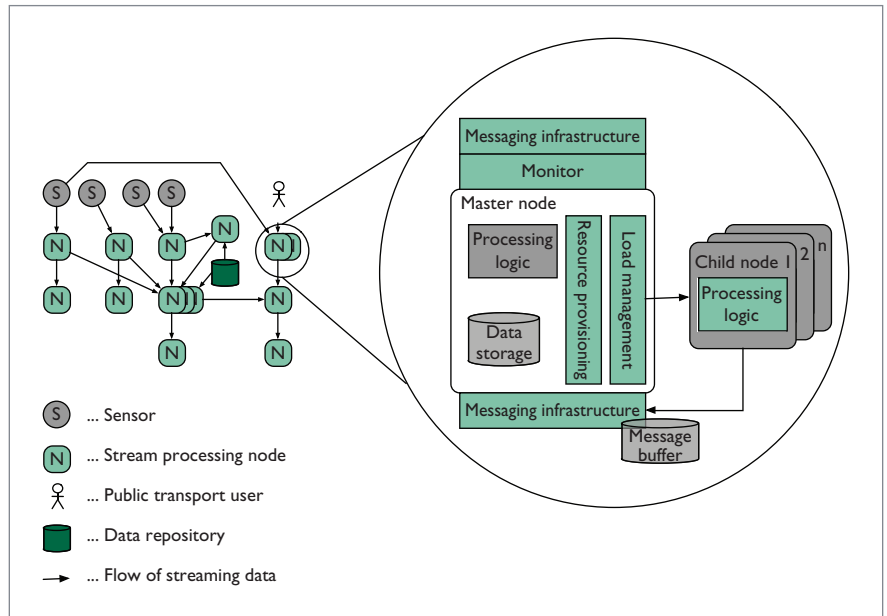 S
S
S
S
N
N
N
N
N
N
N
N
N
N
N
N
... Sensor
... Stream processing node
... Public transport user
... Data repository
... Flow of streaming data
Messaging infrastructure
Monitor
Master node
Processing
logic
Data
storage
Resource provisioning
Load management
Messaging infrastructure
Message
buffer
Child node 1
2
n
Processing
logic